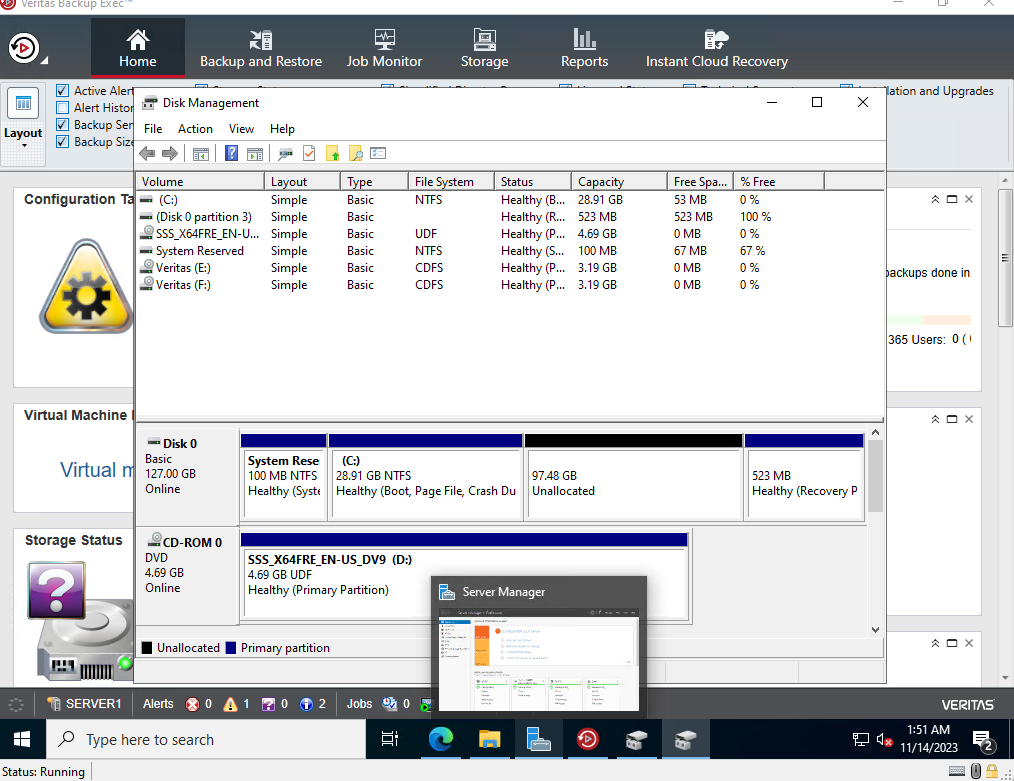 Veritas Backup Exec™
Home
Backup and Restore
Job Monitor
Storage
Reports
Instant Cloud Recovery
Layout
Active Alert
Alert Histor
Backup Ser
Backup Size
llation and Upgrades
Disk Management
File Action View Help
Volume Layout Type File System Status Capacity Free Spa... % Free
(C:) Simple Basic NTFS Healthy (B... 28.91 GB 53 MB 0 %
(Disk 0 partition 3) Simple Basic Healthy (R... 523 MB 523 MB 100 %
SSS_X64FRE_EN-U... Simple Basic UDF Healthy (P... 4.69 GB 0 MB 0 %
System Reserved Simple Basic NTFS Healthy (S... 100 MB 67 MB 67 %
Veritas (E:) Simple Basic CDFS Healthy (P... 3.19 GB 0 MB 0 %
Veritas (F:) Simple Basic CDFS Healthy (P... 3.19 GB 0 MB 0 %
Configuration Ta
Virtual Machine
Virtual m
Storage Status
backups done in
365 Users: 0 (
Disk 0
Basic
127.00 GB
Online
System Rese
100 MB NTFS
Healthy (Syste
(C:)
28.91 GB NTFS
Healthy (Boot, Page File, Crash Du
97.48 GB
Unallocated
523 MB
Healthy (Recovery P
CD-ROM 0
DVD
4.69 GB
Online
SSS_X64FRE_EN-US_DV9 (D:)
4.69 GB UDF
Healthy (Primary Partition)
Unallocated Primary partition
Server Manager
SERVER1 Alerts 0 1 0 2 Jobs 0
VERITAS
Type here to search
1:51 AM
11/14/2023
2
Status: Running